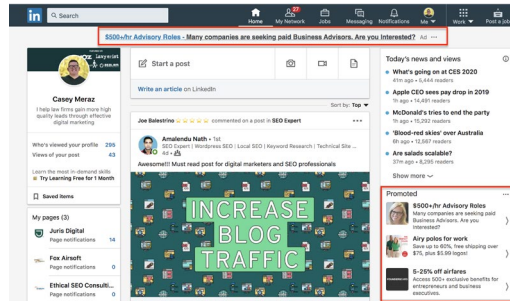 in
Search
27
Home
My Network
Jobs
Messaging
Notifications
Me
Work
Post a job
$500+/hr Advisory Roles - Many companies are seeking paid Business Advisors. Are you Interested? Ad ...
Casey Meraz
I help law firms gain more high
quality leads through effective
digital marketing
Who's viewed your profile 295
Views of your post 43
Learn the most in-demand skills
Try Learning Free for 1 Month
Saved items
My pages (3)
Juris Digital
Page notifications 14
Fox Airsoft
Page notifications 0
Ethical SEO Consulti...
Page notifications 0
Start a post
Write an article on LinkedIn
Sort by: Top
Joe Balestrino commented on a post in SEO Expert
Amalendu Nath • 1st
SEO Expert | Wordpress SEO | Local SEO | Keyword Research | Technical Site ...
4d
Awesome!!! Must read post for digital marketers and SEO professionals
INCREASE
BLOG
TRAFFIC
Today's news and views
What's going at CES 2020
41m ago • 5,444 readers
Apple CEO sees pay drop in 2019
1h ago • 14,491 readers
McDonald's tries to end the party
1h ago • 15,292 readers
'Blood-red skies' over Australia
6h ago • 12,567 readers
Are salads scalable?
37m ago • 8,295 readers
Show more
Promoted
$500+/hr Advisory Roles
Many companies are seeking paid
Business Advisors. Are you
Interested?
Airy polos for work
Save up to 60%, free shipping over
$75, plus $5.99 logos!
5-25% off airfares
Access 500+ exclusive benefits for
entrepreneurs and business
executives.